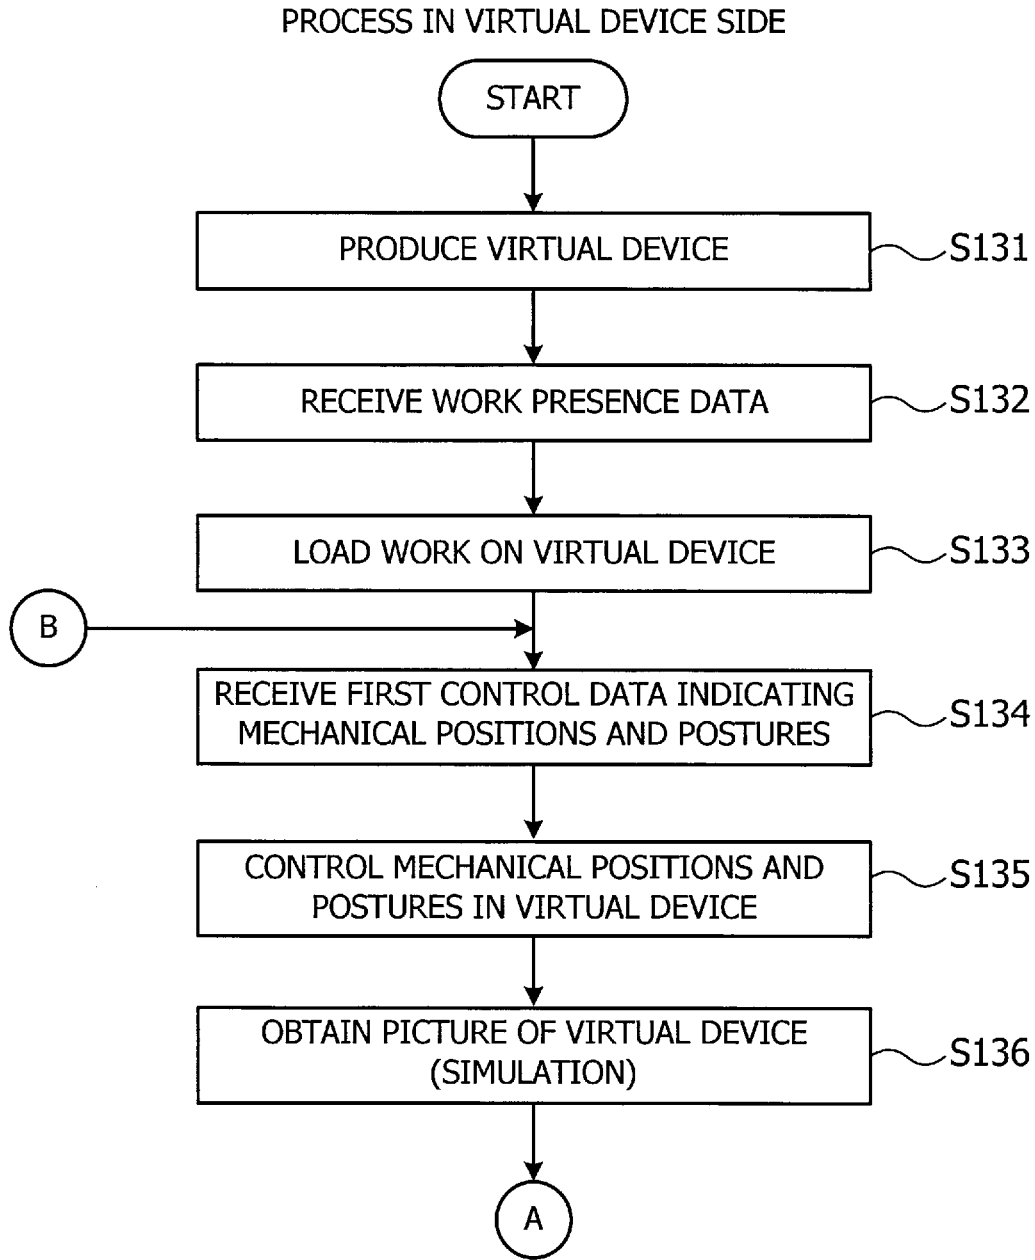 PROCESS IN VIRTUAL DEVICE SIDE
START
PRODUCE VIRTUAL DEVICE
S131
RECEIVE WORK PRESENCE DATA
S132
LOAD WORK ON VIRTUAL DEVICE
S133
B
RECEIVE FIRST CONTROL DATA INDICATING
MECHANICAL POSITIONS AND POSTURES
S134
CONTROL MECHANICAL POSITIONS AND
POSTURES IN VIRTUAL DEVICE
S135
OBTAIN PICTURE OF VIRTUAL DEVICE
(SIMULATION)
S136
A